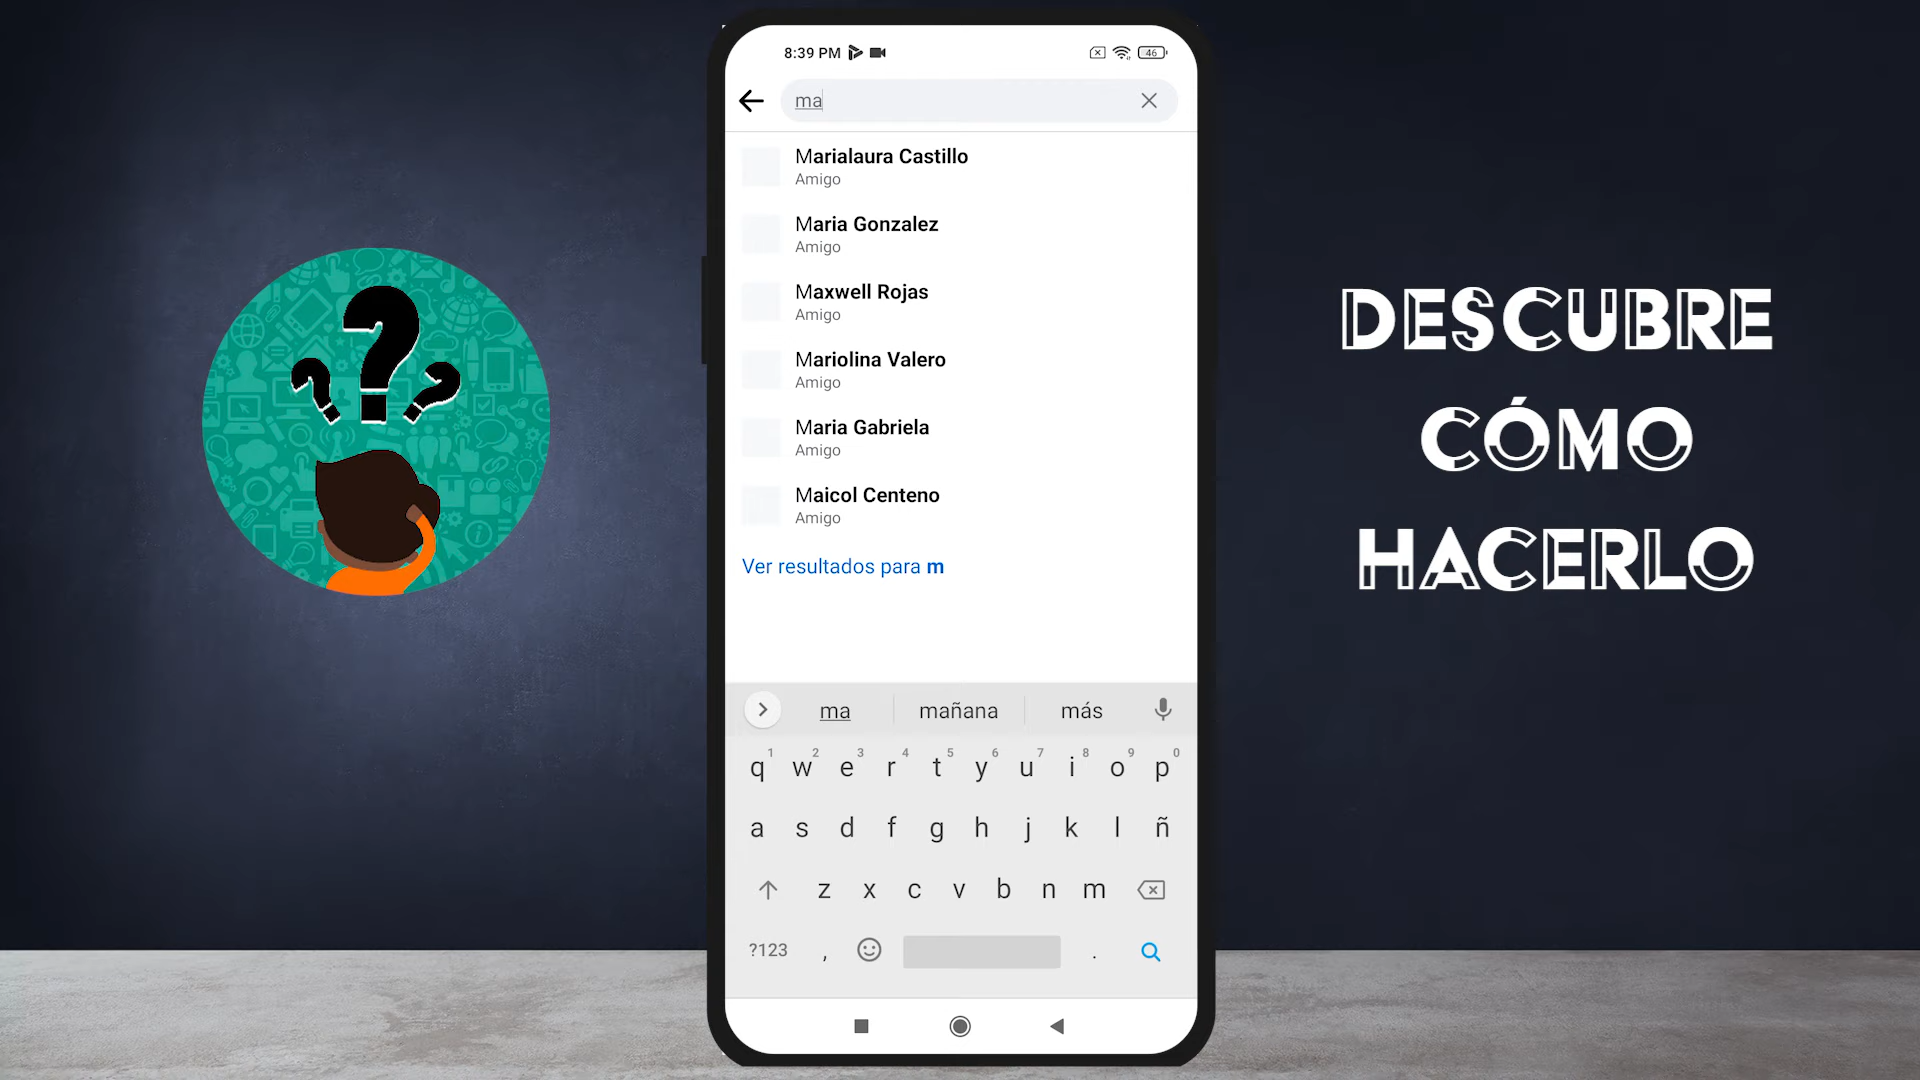 8:39 PM
46
ma
Marialaura Castillo
Amigo
Maria Gonzalez
Amigo
Maxwell Rojas
Amigo
Mariolina Valero
Amigo
Maria Gabriela
Amigo
Maicol Centeno
Amigo
Ver resultados para m
ma mañana más
1 2 3 4 5 6 7 8 9 0
q w e r t y u i o p
a s d f g h j k l ñ
z x c v b n m
?123 , .
DESCUBRE
CÓMO
HACERLO